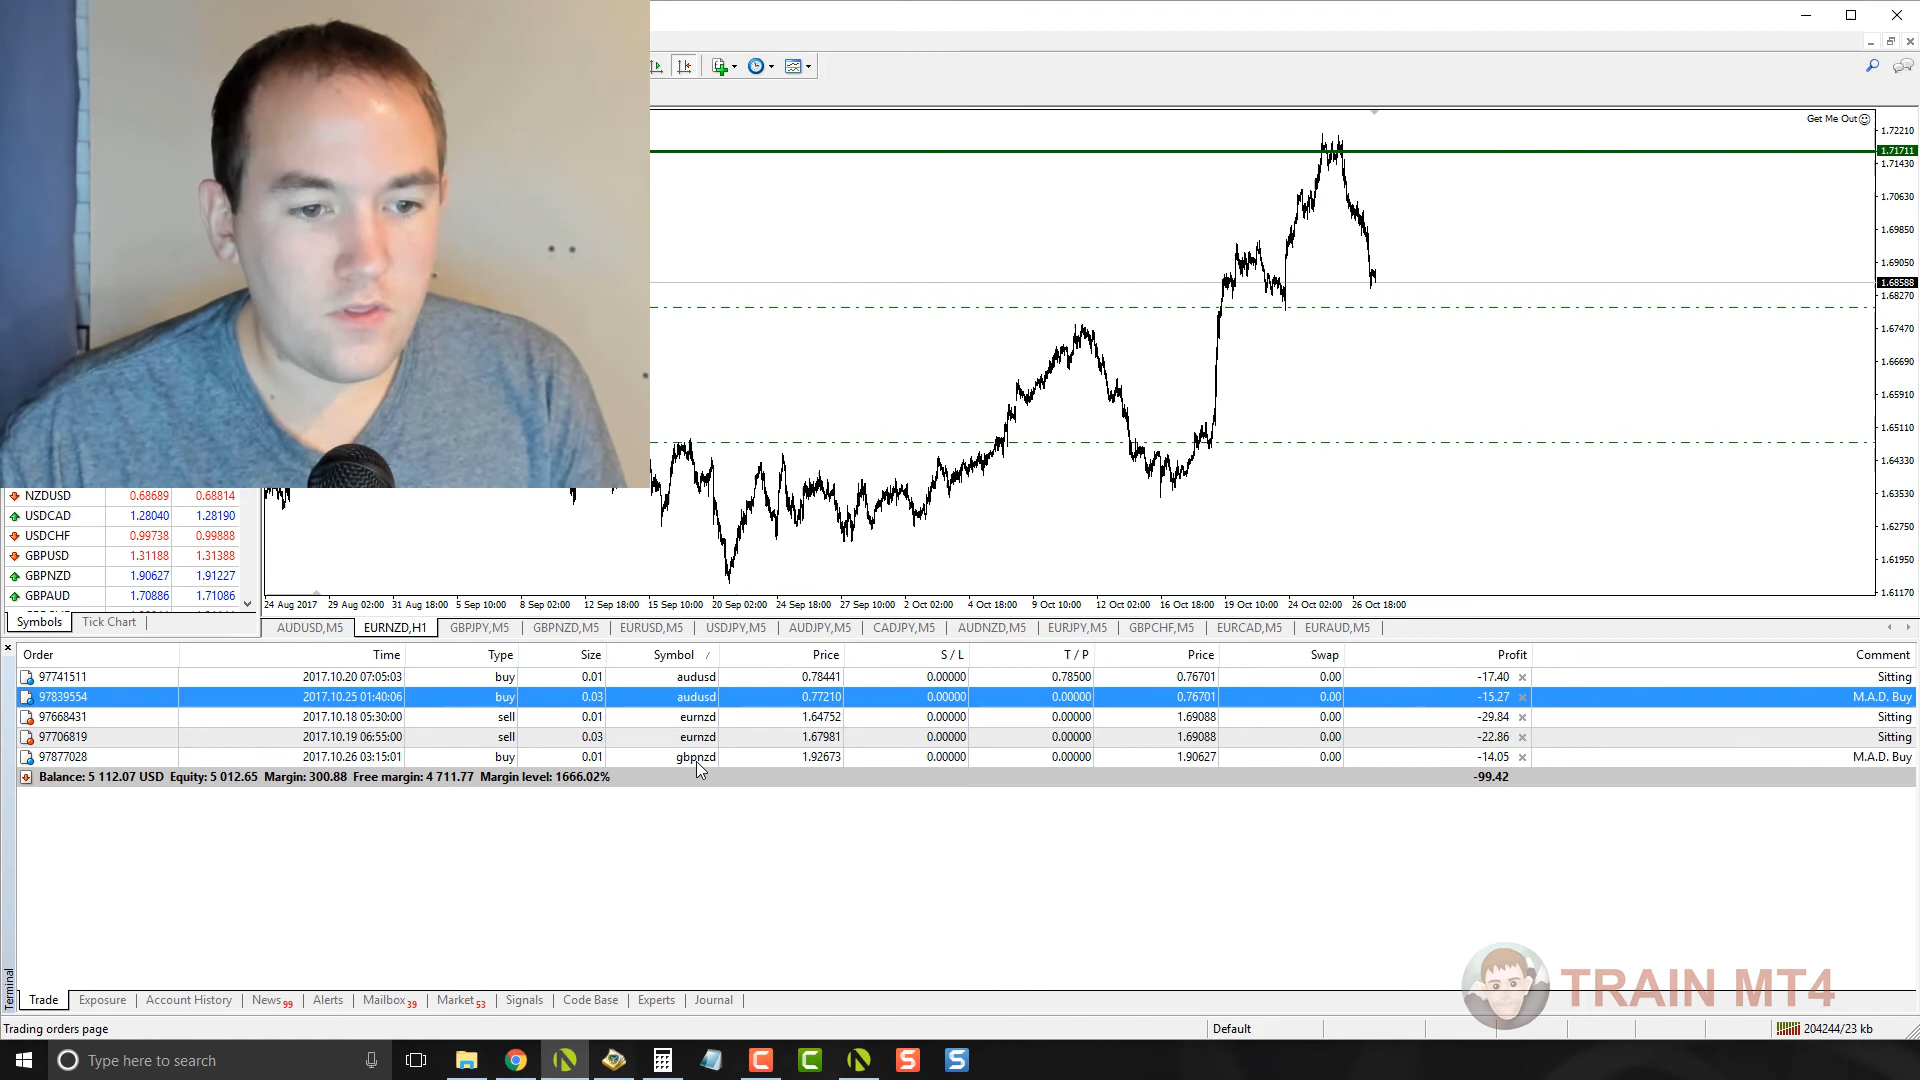 Get Me Out
1.72210
1.71711
1.71430
1.70630
1.69850
1.69050
1.68588
1.68270
1.67470
1.66690
1.65910
1.65110
1.64330
1.63530
1.62750
1.61950
1.61170
NZDUSD 0.68689 0.68814
USDCAD 1.28040 1.28190
USDCHF 0.99738 0.99888
GBPUSD 1.31188 1.31388
GBPNZD 1.90627 1.91227
GBPAUD 1.70886 1.71086
Symbols Tick Chart
24 Aug 2017 29 Aug 02:00 31 Aug 18:00 5 Sep 10:00 8 Sep 02:00 12 Sep 18:00 15 Sep 10:00 20 Sep 02:00 24 Sep 18:00 27 Sep 10:00 2 Oct 02:00 4 Oct 18:00 9 Oct 10:00 12 Oct 02:00 16 Oct 18:00 19 Oct 10:00 24 Oct 02:00 26 Oct 18:00
AUDUSD,M5 EURNZD,H1 GBPJPY,M5 GBPNZD,M5 EURUSD,M5 USDJPY,M5 AUDJPY,M5 CADJPY,M5 AUDNZD,M5 EURJPY,M5 GBPCHF,M5 EURCAD,M5 EURAUD,M5
Order Time Type Size Symbol / Price S / L T / P Price Swap Profit Comment
97741511 2017.10.20 07:05:03 buy 0.01 audusd 0.78441 0.00000 0.78500 0.76701 0.00 -17.40 Sitting
97839554 2017.10.25 01:40:06 buy 0.03 audusd 0.77210 0.00000 0.00000 0.76701 0.00 -15.27 M.A.D. Buy
97668431 2017.10.18 05:30:00 sell 0.01 eurnzd 1.64752 0.00000 0.00000 1.69088 0.00 -29.84 Sitting
97706819 2017.10.19 06:55:00 sell 0.03 eurnzd 1.67981 0.00000 0.00000 1.69088 0.00 -22.86 Sitting
97877028 2017.10.26 03:15:01 buy 0.01 gbpnzd 1.92673 0.00000 0.00000 1.90627 0.00 -14.05 M.A.D. Buy
Balance: 5 112.07 USD Equity: 5 012.65 Margin: 300.88 Free margin: 4 711.77 Margin level: 1666.02% -99.42
Terminal
TRAIN MT4
Trade Exposure Account History News 99 Alerts Mailbox 39 Market 53 Signals Code Base Experts Journal
Trading orders page Default 204244/23 kb
Type here to search